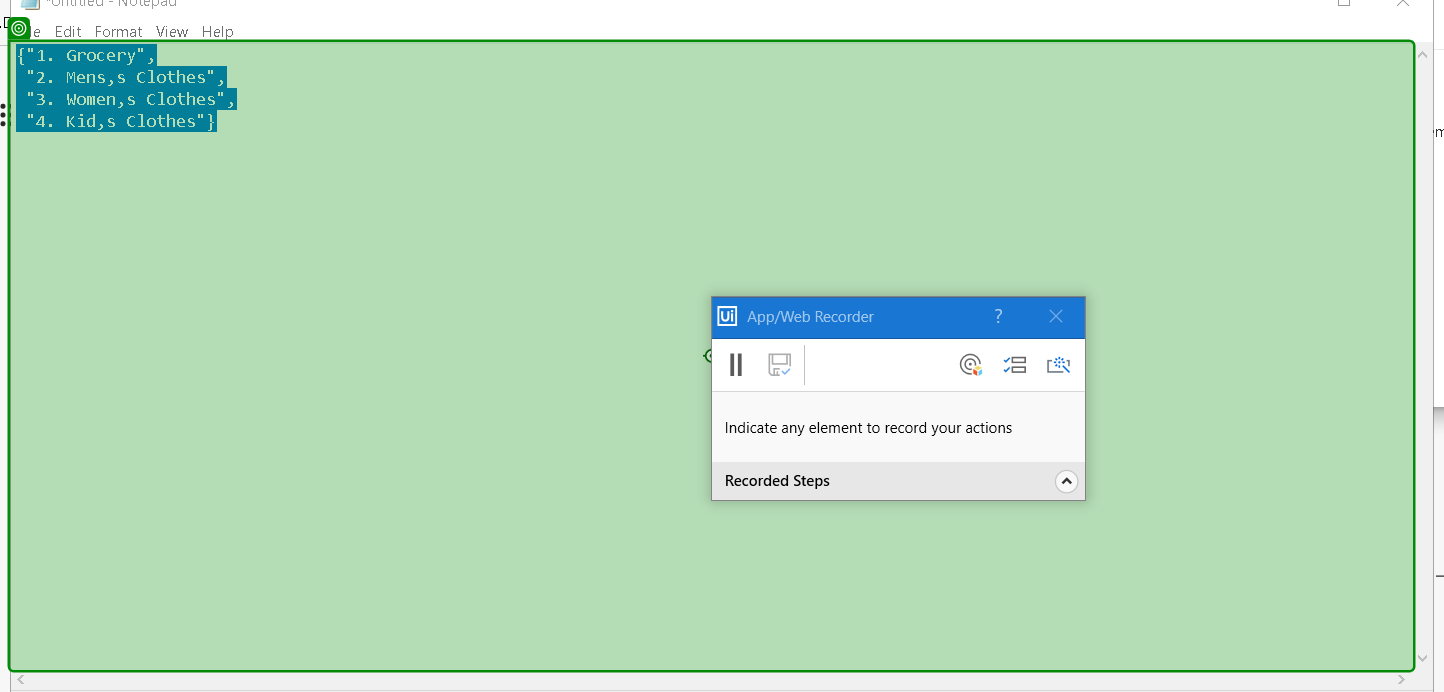 *Untitled - Notepad
Edit Format View Help
{"1. Grocery",
"2. Mens,s Clothes",
"3. Women,s Clothes",
"4. Kid,s Clothes"}
Ui App/Web Recorder ?
Indicate any element to record your actions
Recorded Steps